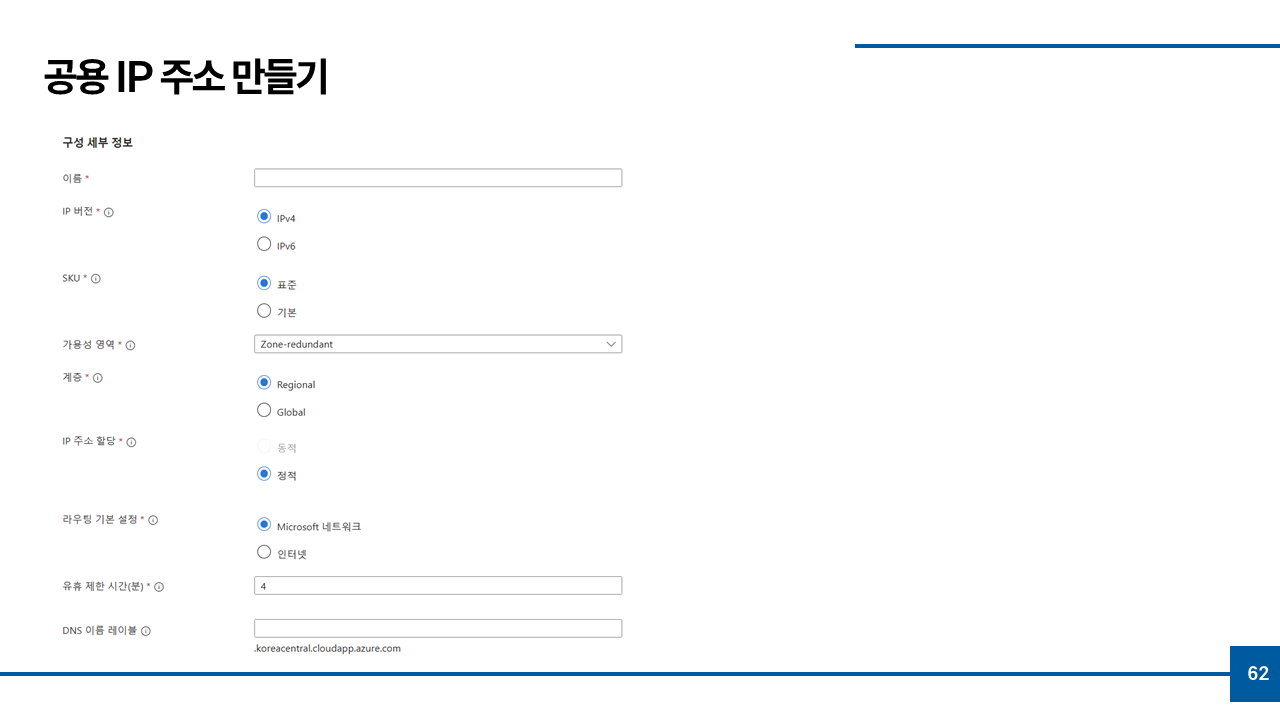 공용 IP 주소 만들기
구성 세부 정보
이름 *
IP 버전 *
IPv4
IPv6
SKU *
표준
기본
가용성 영역 *
Zone-redundant
계층 *
Regional
Global
IP 주소 할당 *
동적
정적
라우팅 기본 설정 *
Microsoft 네트워크
인터넷
유휴 제한 시간(분) *
4
DNS 이름 레이블
.koreacentral.cloudapp.azure.com
62